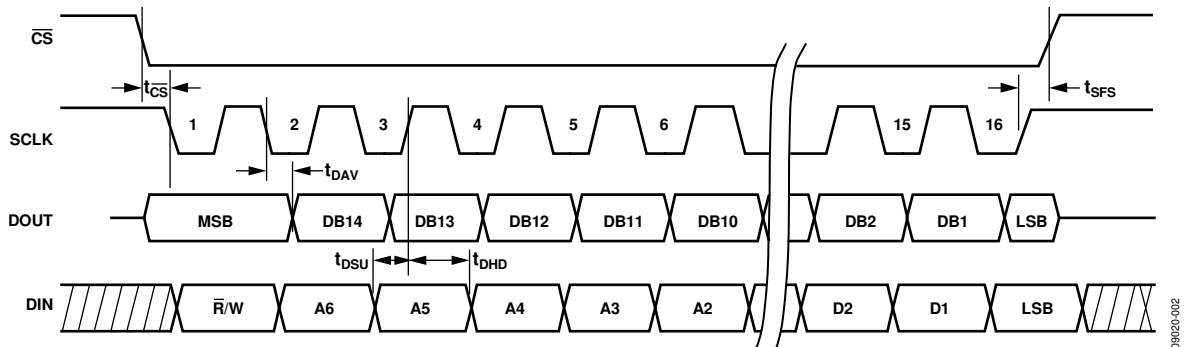 CS
tCS
tSFS
SCLK
1 2 3 4 5 6 15 16
tDAV
DOUT
MSB DB14 DB13 DB12 DB11 DB10 DB2 DB1 LSB
tDSU tDHD
DIN
R/W A6 A5 A4 A3 A2 D2 D1 LSB
09020-002